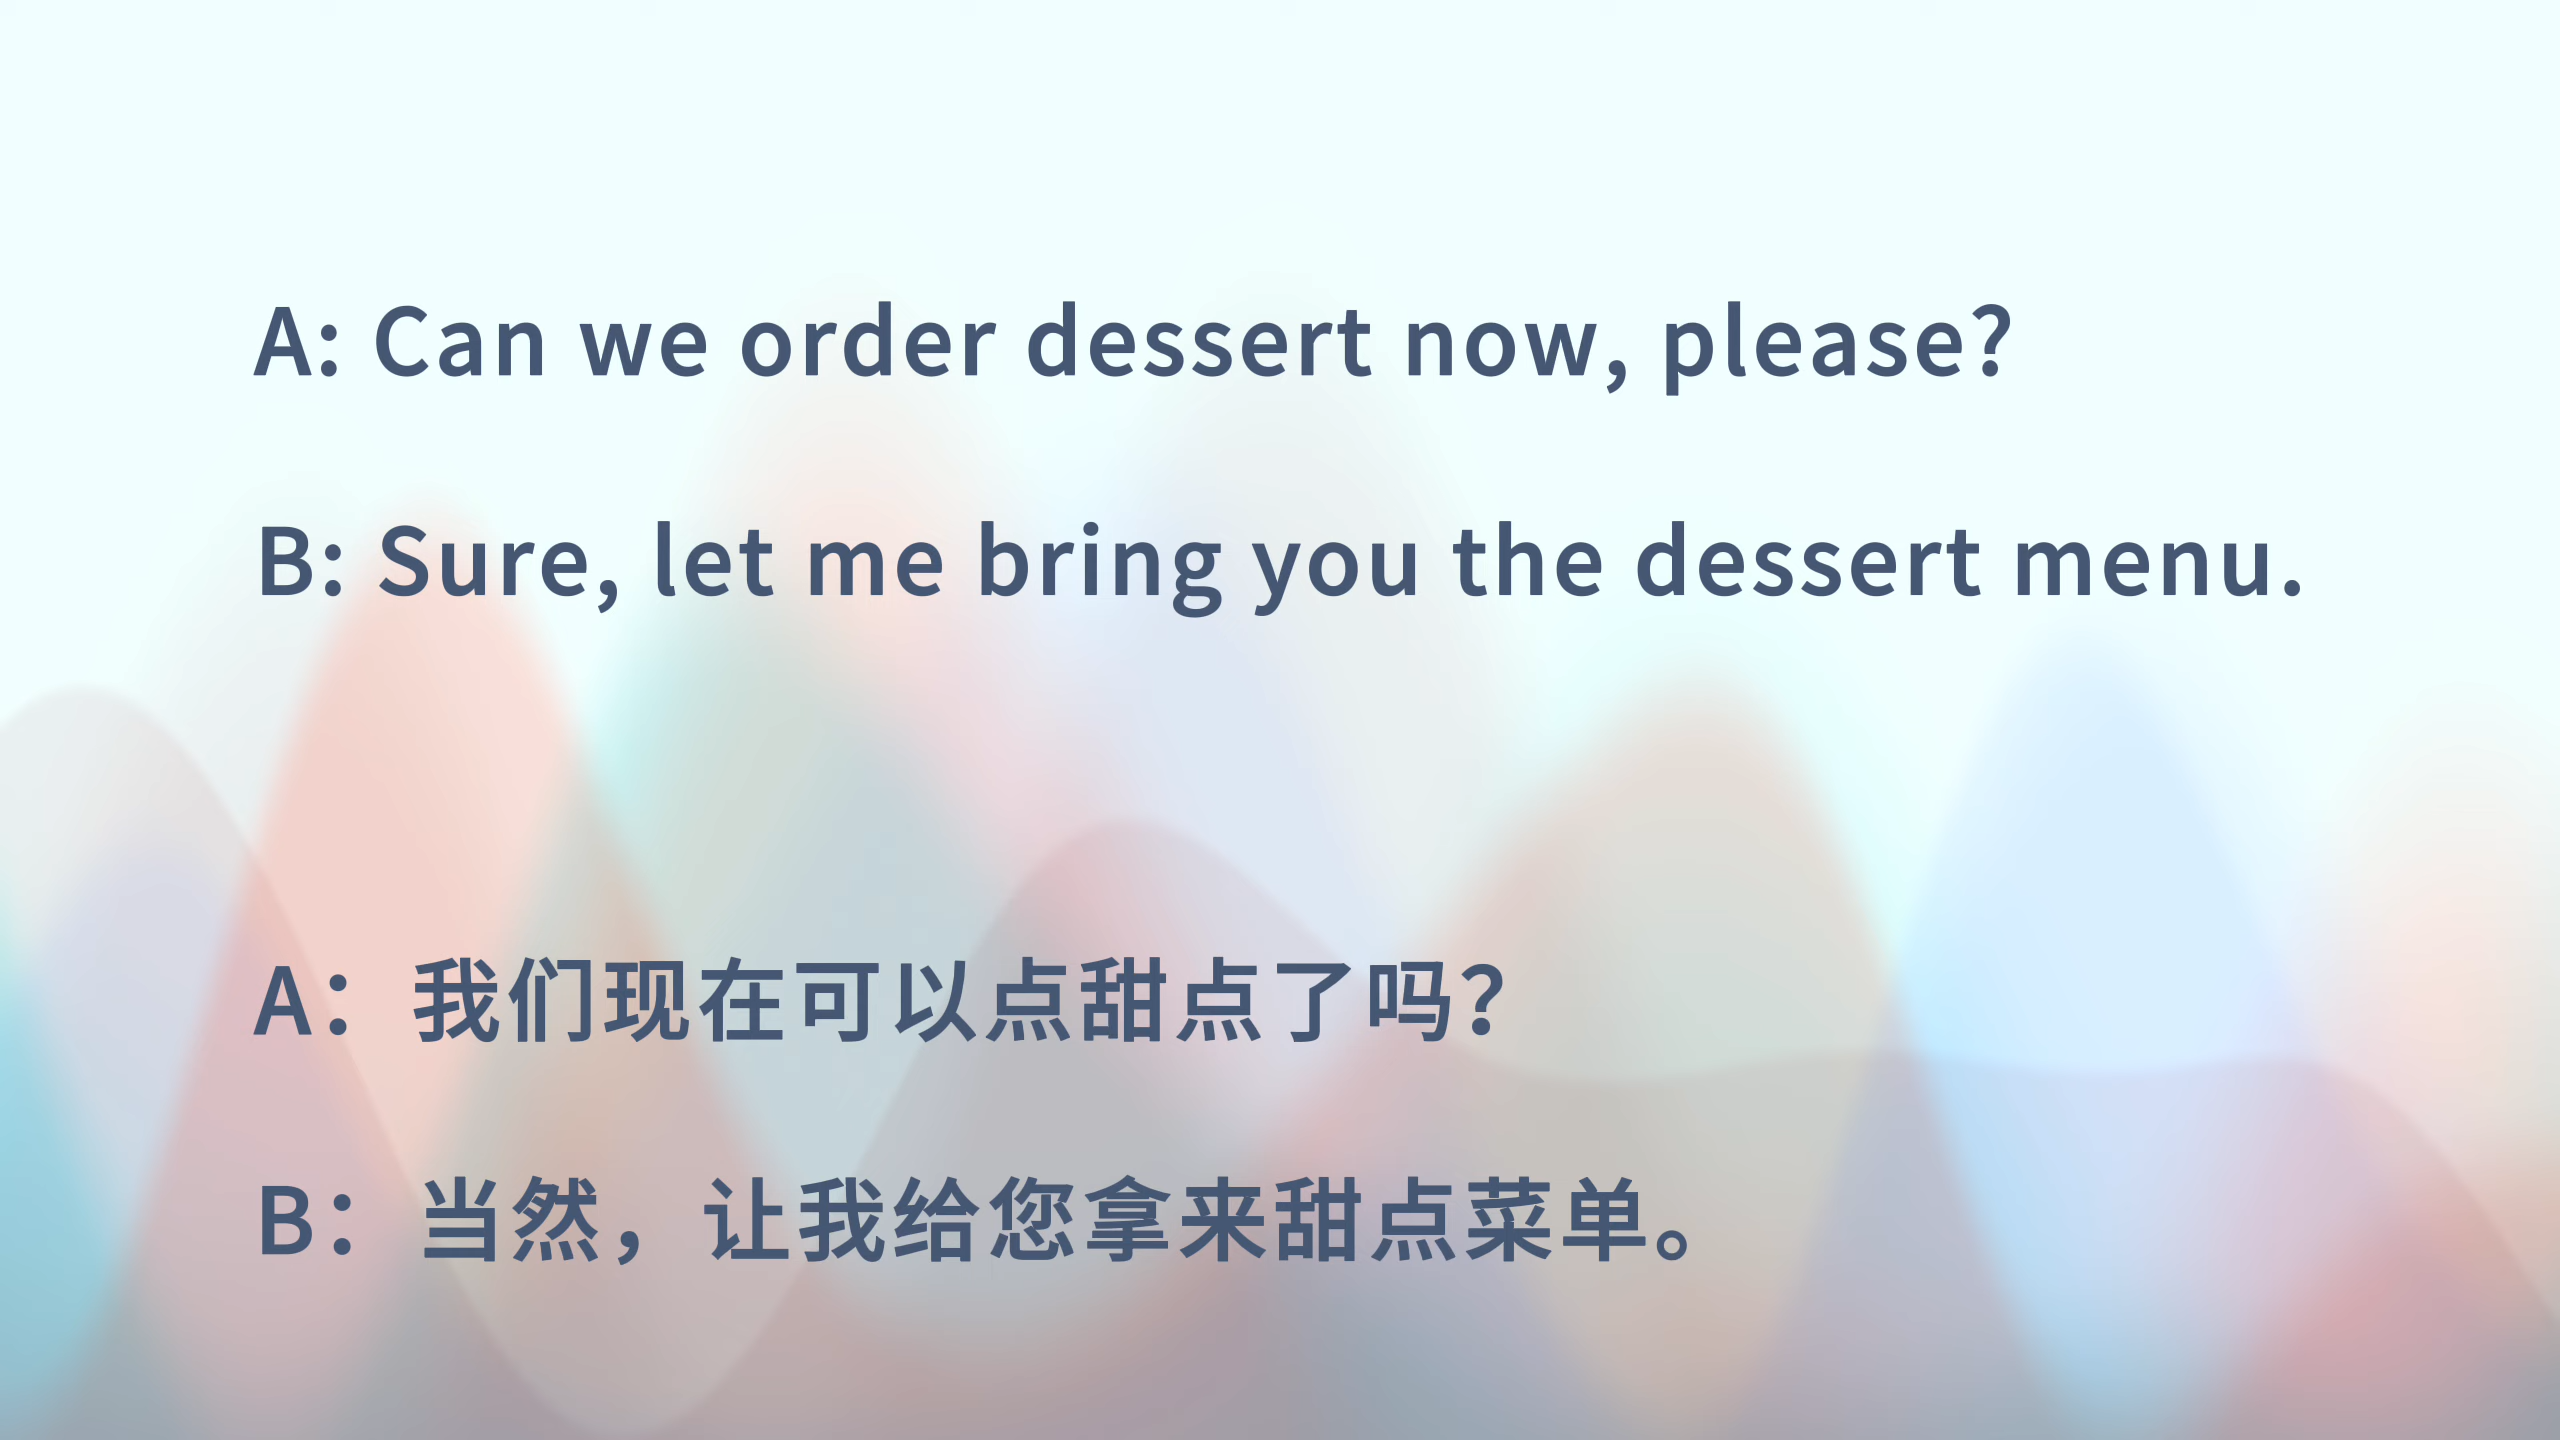 A: Can we order dessert now, please?
B: Sure, let me bring you the dessert menu.
A：我们现在可以点甜点了吗？
B：当然，让我给您拿来甜点菜单。